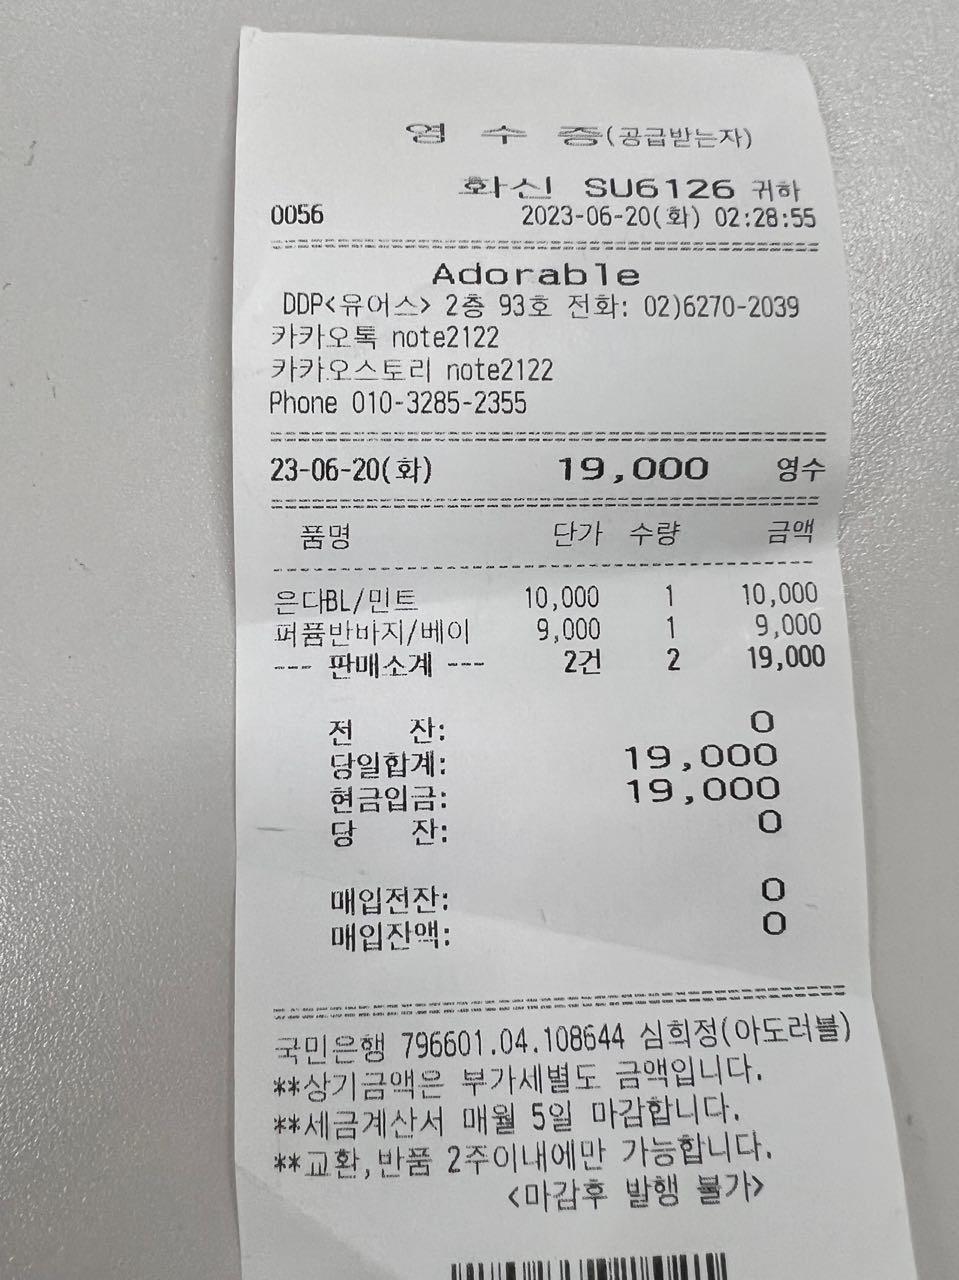 영 수 증(공급받는자)
화신 SU6126 귀하
0056 2023-06-20(화) 02:28:55
Adorable
DDP<유어스> 2층 93호 전화: 02)6270-2039
카카오톡 note2122
카카오스토리 note2122
Phone 010-3285-2355
23-06-20(화) 19,000 영수
품명 단가 수량 금액
은다BL/민트 10,000 1 10,000
퍼품반바지/베이 9,000 1 9,000
--- 판매소계 --- 2건 2 19,000
전 잔: 0
당일합계: 19,000
현금입금: 19,000
당 잔: 0
매입전잔: 0
매입잔액: 0
국민은행 796601.04.108644 심희정(아도러블)
**상기금액은 부가세별도 금액입니다.
**세금계산서 매월 5일 마감합니다.
**교환,반품 2주이내에만 가능합니다.
<마감후 발행 불가>